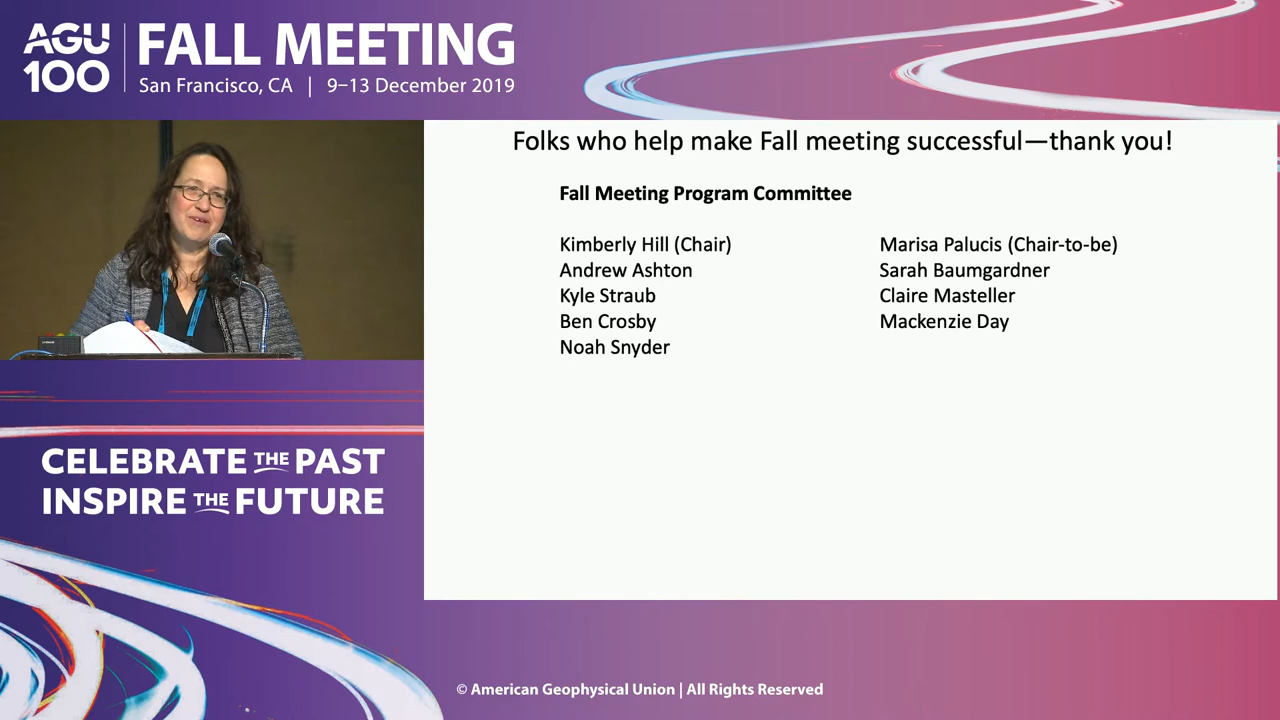 AGU
100
FALL MEETING
San Francisco, CA | 9–13 December 2019
Folks who help make Fall meeting successful—thank you!
Fall Meeting Program Committee
Kimberly Hill (Chair)
Andrew Ashton
Kyle Straub
Ben Crosby
Noah Snyder
Marisa Palucis (Chair-to-be)
Sarah Baumgardner
Claire Masteller
Mackenzie Day
CELEBRATE THE PAST
INSPIRE THE FUTURE
© American Geophysical Union | All Rights Reserved